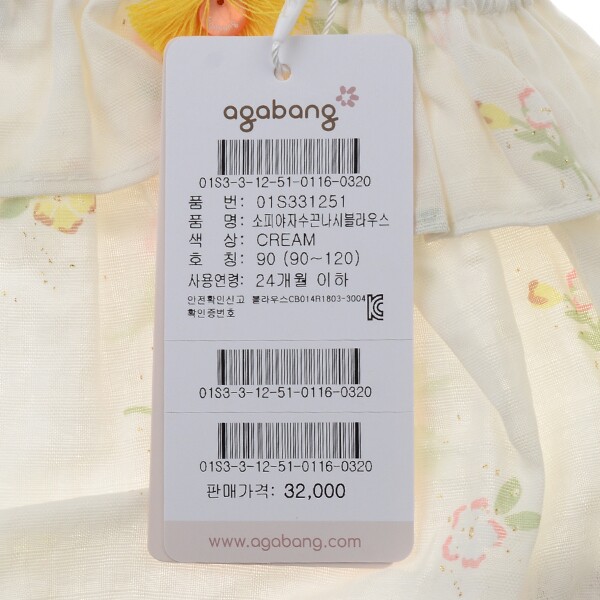 agabang
01S3-3-12-51-0116-0320
품 번: 01S331251
품 명: 소피야자수끈나시블라우스
색 상: CREAM
호 칭: 90 (90~120)
사용연령: 24개월 이하
안전확인신고 블라우스CB014R1803-3004
확인증번호
01S3-3-12-51-0116-0320
01S3-3-12-51-0116-0320
판매가격: 32,000
www.agabang.com